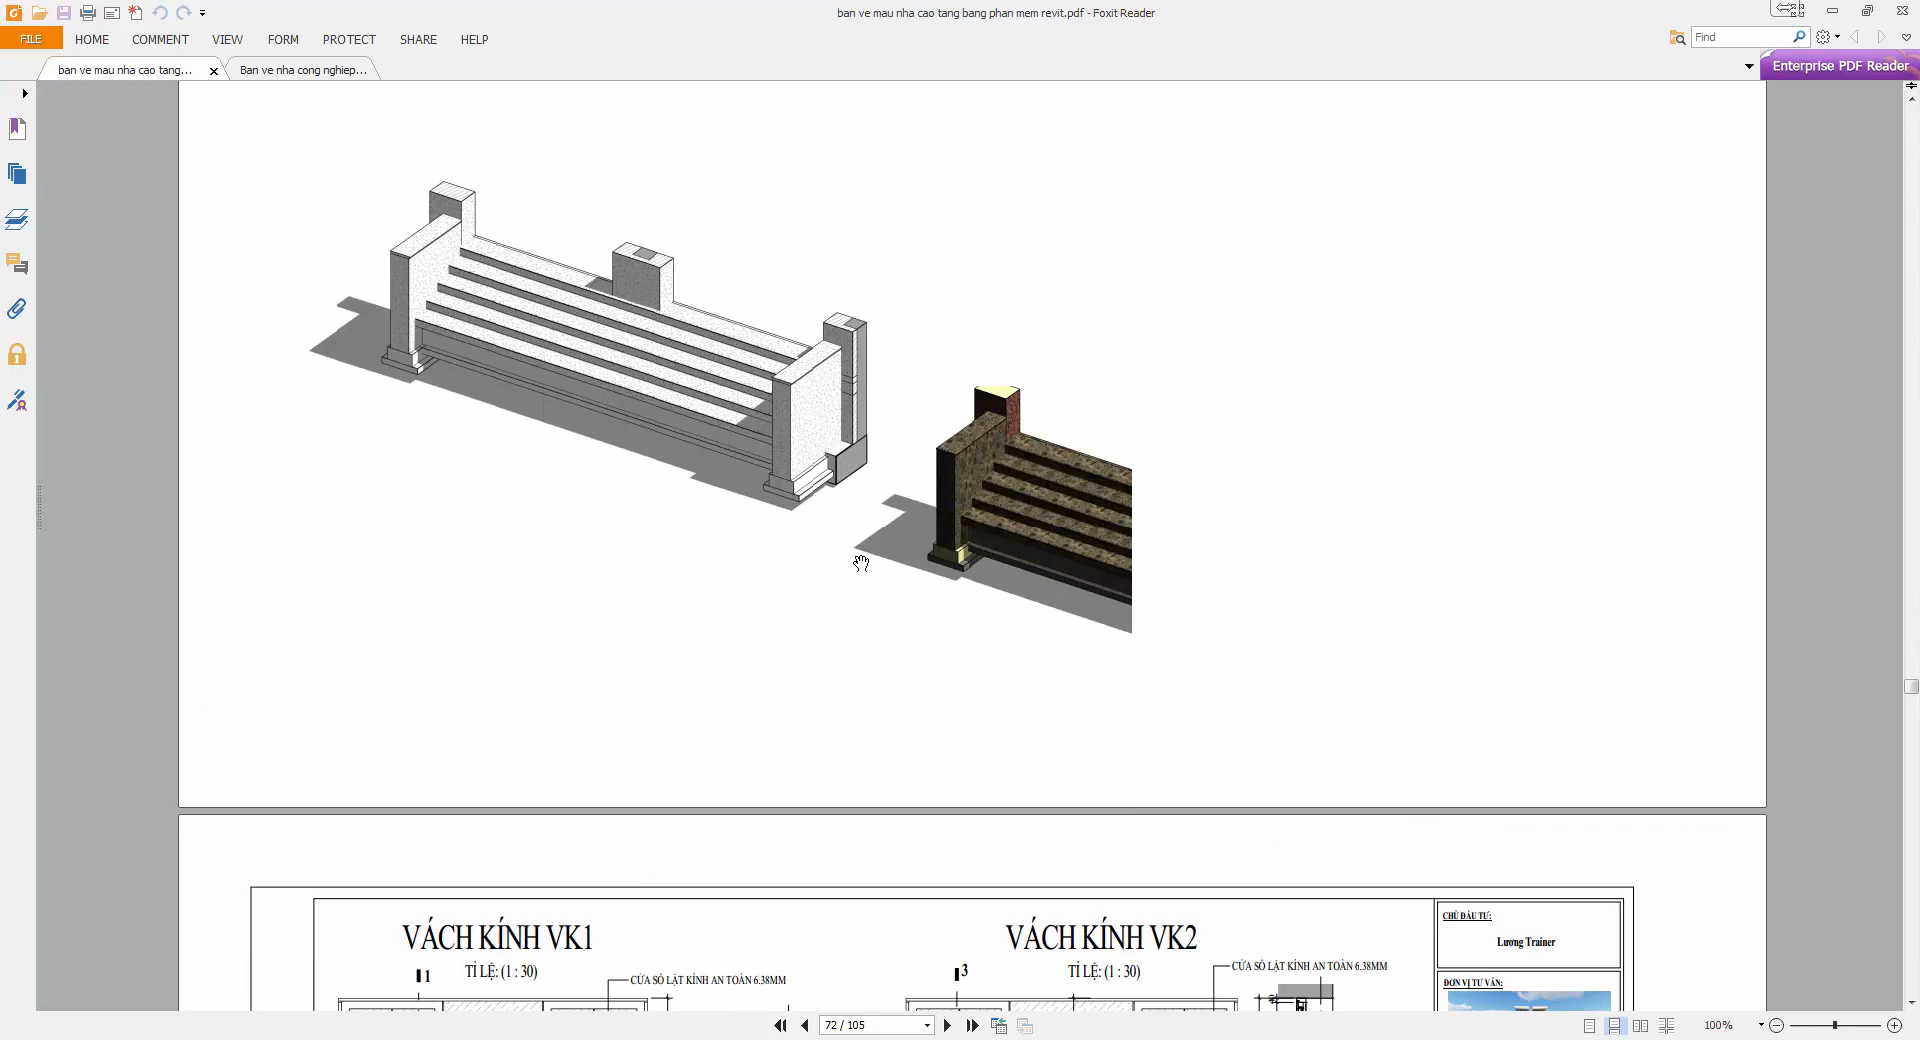 ban ve mau nha cao tang bang phan mem revit.pdf - Foxit Reader
FILE
HOME
COMMENT
VIEW
FORM
PROTECT
SHARE
HELP
Find
ban ve mau nha cao tang...
Ban ve nha cong nghiep...
Enterprise PDF Reader
VÁCH KÍNH VK1
TỈ LỆ: (1 : 30)
1
CỬA SỔ LẬT KÍNH AN TOÀN 6.38MM
VÁCH KÍNH VK2
TỈ LỆ: (1 : 30)
3
CỬA SỔ LẬT KÍNH AN TOÀN 6.38MM
CHỦ ĐẦU TƯ:
Lương Trainer
ĐƠN VỊ TƯ VẤN:
72 / 105
100%